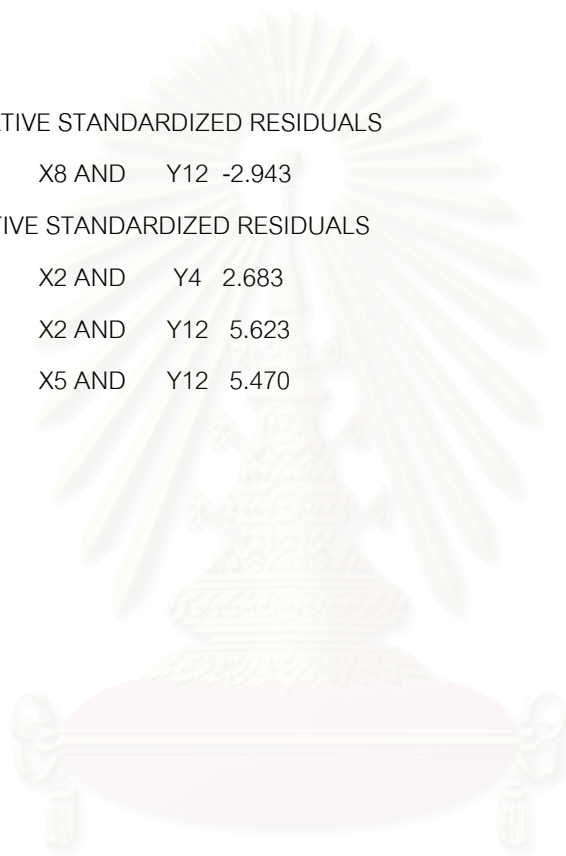 TIVE STANDARDIZED RESIDUALS
X8 AND Y12 -2.943
TIVE STANDARDIZED RESIDUALS
X2 AND Y4 2.683
X2 AND Y12 5.623
X5 AND Y12 5.470